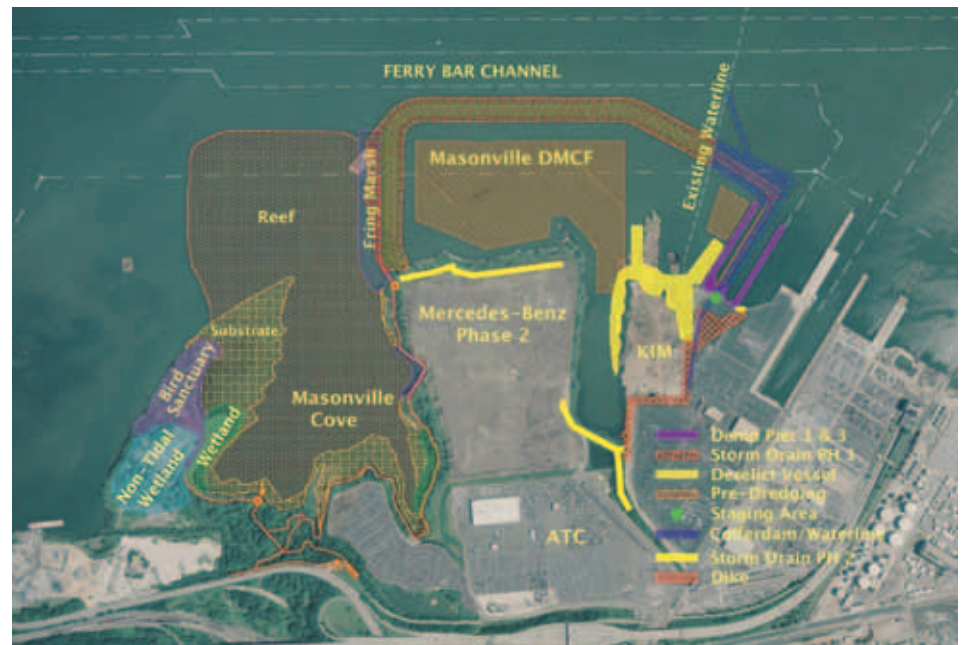 FERRY BAR CHANNEL
Existing Waterline
Masonville DMCF
Fring Marsh
Reef
Mercedes-Benz
Phase 2
Substrate
KIM
Bird
Sanctuary
Masonville
Cove
Wetland
Non-Tidal
Wetland
ATC
Demp Pier 1 & 3
Storm Drain PH 1
Derelict Vessyl
Pre-Dredging
Staging Area
Cofferdam/Waterline
Storm Drain PH 2
Dike